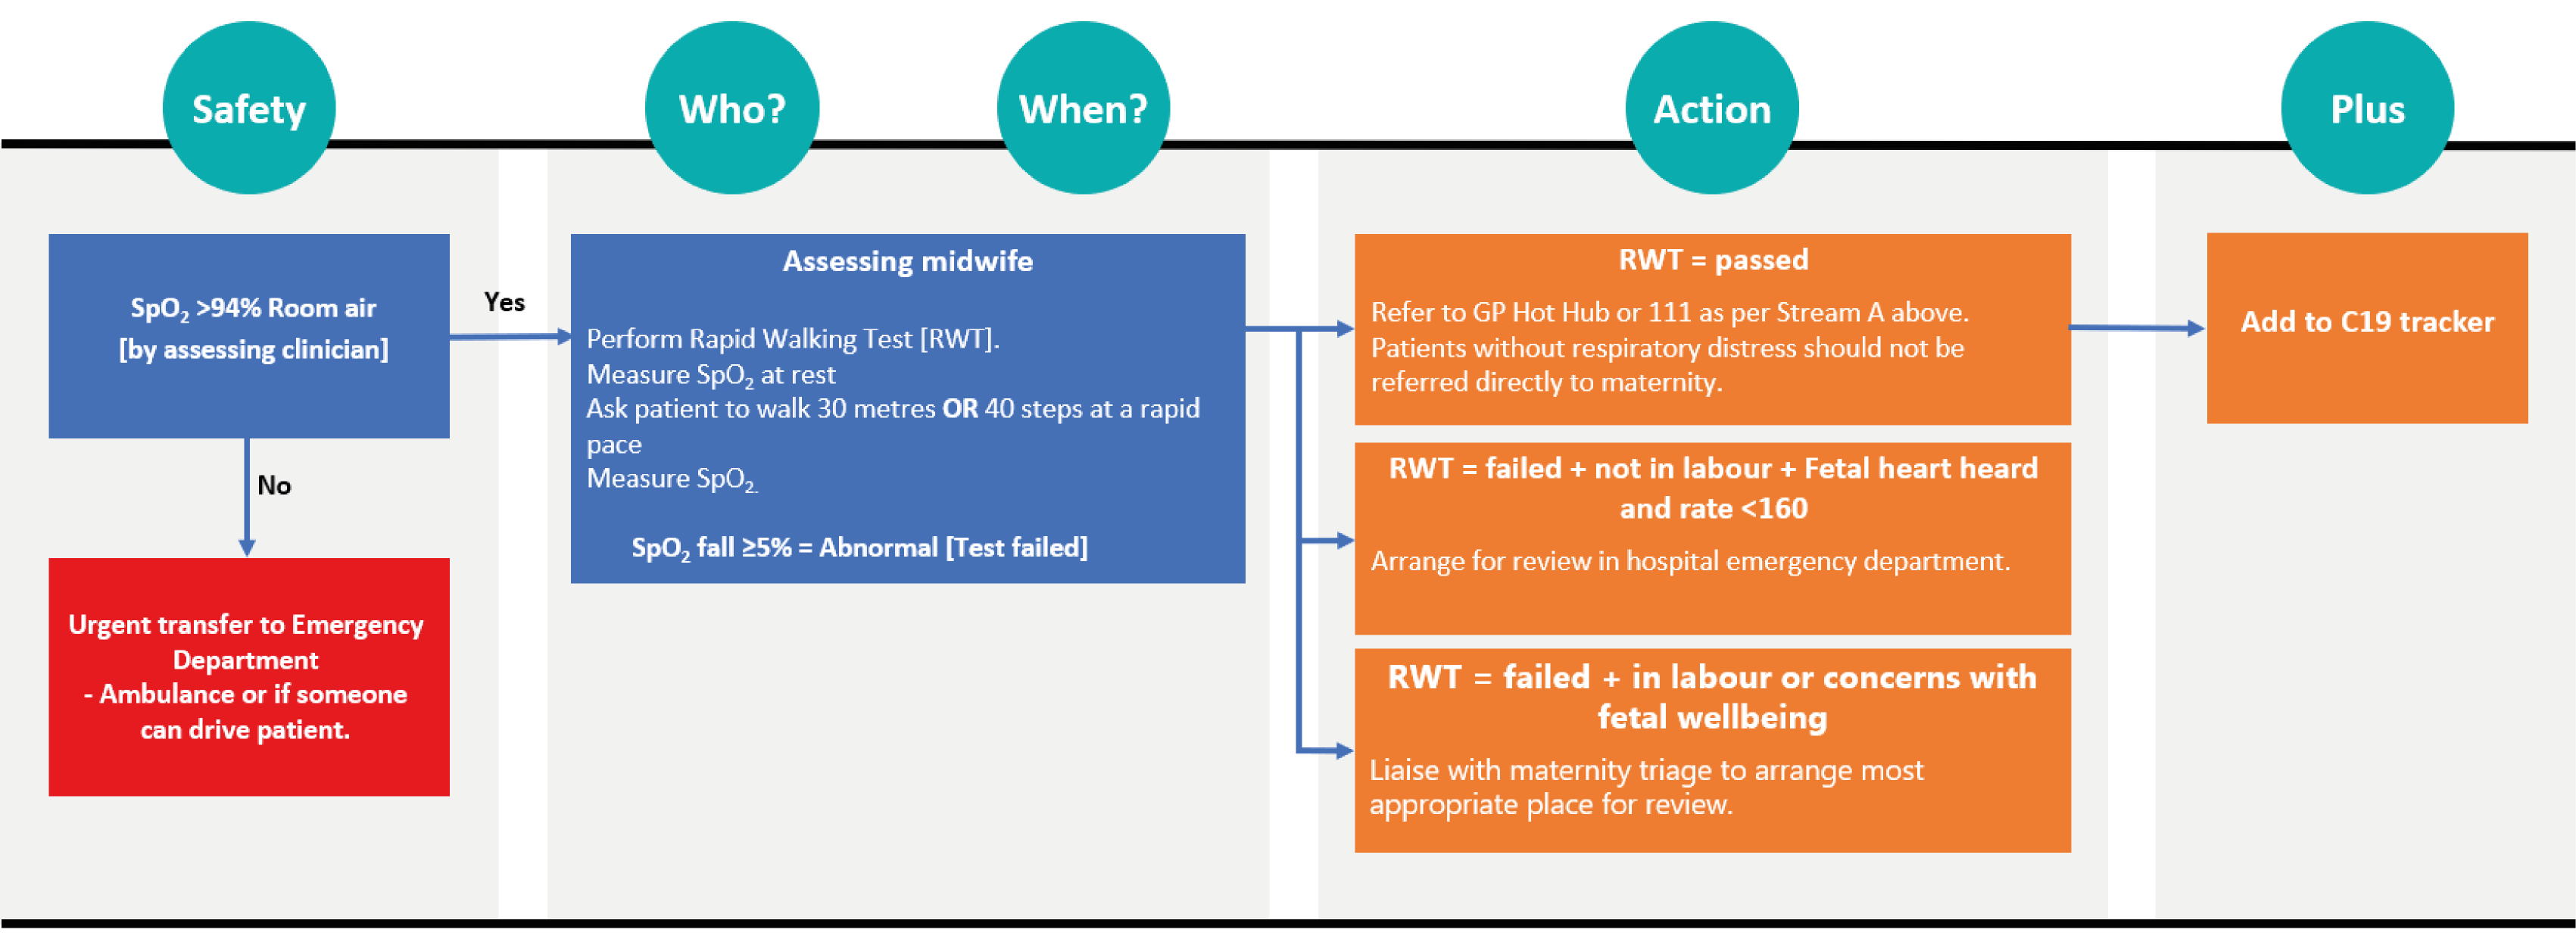 Safety
Who?
When?
Action
Plus
SpO₂ >94% Room air
[by assessing clinician]
Yes
No
Urgent transfer to Emergency
Department
- Ambulance or if someone
can drive patient.
Assessing midwife
Perform Rapid Walking Test [RWT].
Measure SpO₂ at rest
Ask patient to walk 30 metres OR 40 steps at a rapid
pace
Measure SpO₂.
SpO₂ fall ≥5% = Abnormal [Test failed]
RWT = passed
Refer to GP Hot Hub or 111 as per Stream A above.
Patients without respiratory distress should not be
referred directly to maternity.
RWT = failed + not in labour + Fetal heart heard
and rate <160
Arrange for review in hospital emergency department.
RWT = failed + in labour or concerns with
fetal wellbeing
Liaise with maternity triage to arrange most
appropriate place for review.
Add to C19 tracker